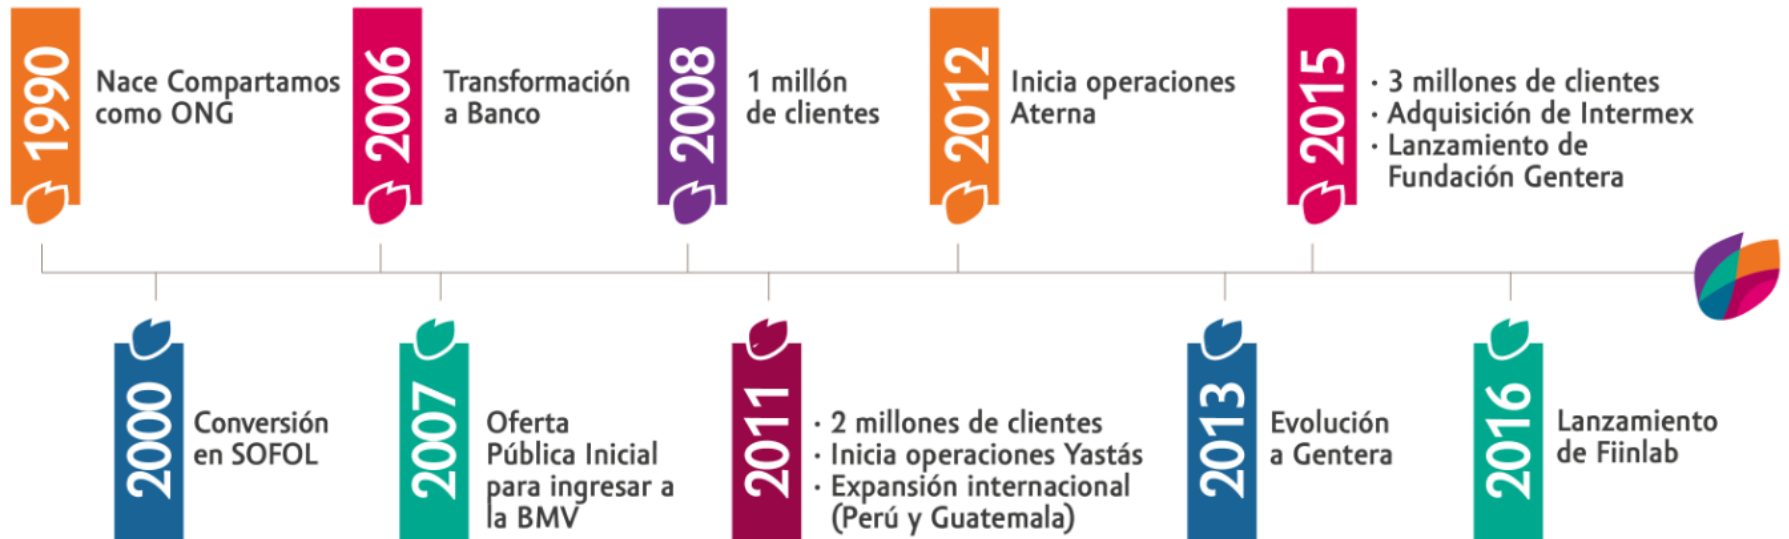 1990
Nace Compartamos
como ONG
2006
Transformación
a Banco
2008
1 millón
de clientes
2012
Inicia operaciones
Aterna
2015
· 3 millones de clientes
· Adquisición de Intermex
· Lanzamiento de
Fundación Gentera
2000
Conversión
en SOFOL
2007
Oferta
Pública Inicial
para ingresar a
la BMV
2011
· 2 millones de clientes
· Inicia operaciones Yastás
· Expansión internacional
(Perú y Guatemala)
2013
Evolución
a Gentera
2016
Lanzamiento
de Fiinlab